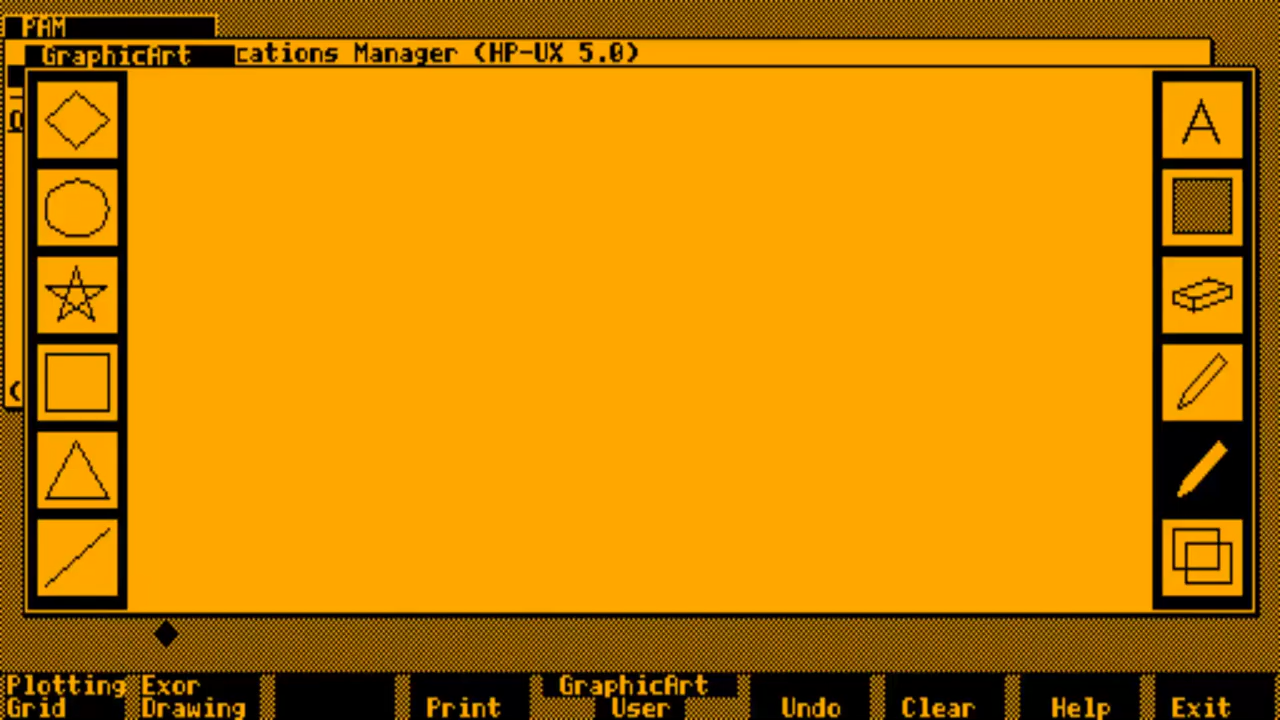 PAM
GraphicArt
cations Manager (HP-UX 5.0)
A
Plotting Grid
Exor Drawing
Print
GraphicArt User
Undo
Clear
Help
Exit